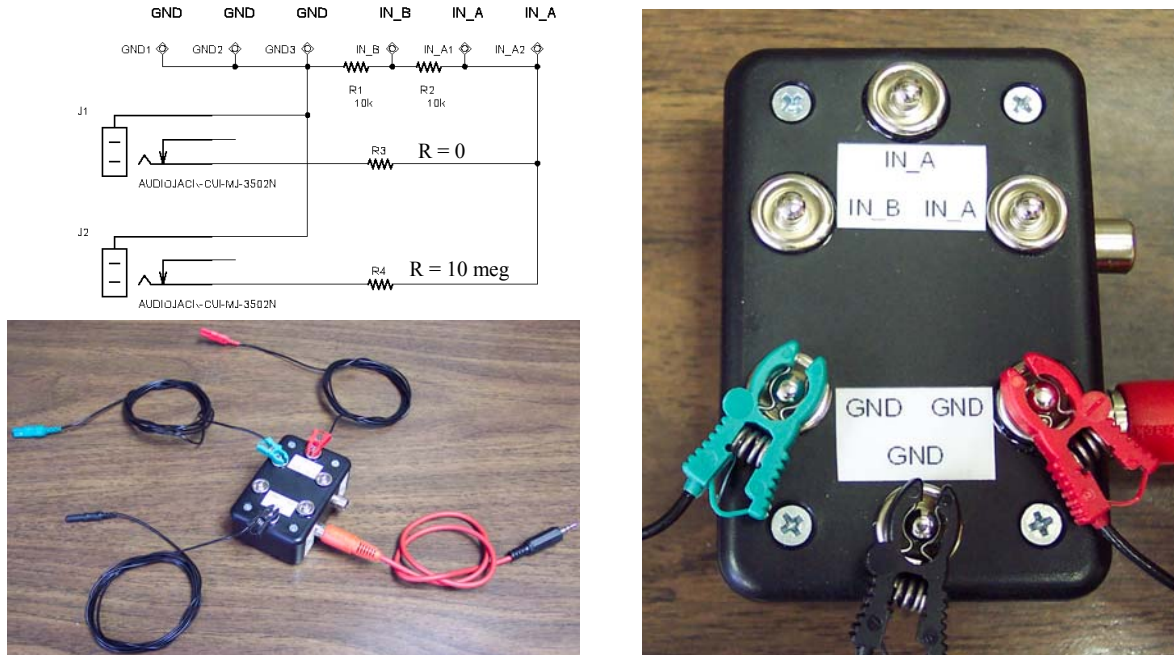 GND GND GND IN_B IN_A IN_A
GND1 GND2 GND3 IN_B IN_A1 IN_A2
R1 R2
10k 10k
J1
R3 R = 0
AUDIOJACK-CUI-MJ-3502N
J2
R4 R = 10 meg
AUDIOJACK-CUI-MJ-3502N
IN_A
IN_B IN_A
GND GND
GND